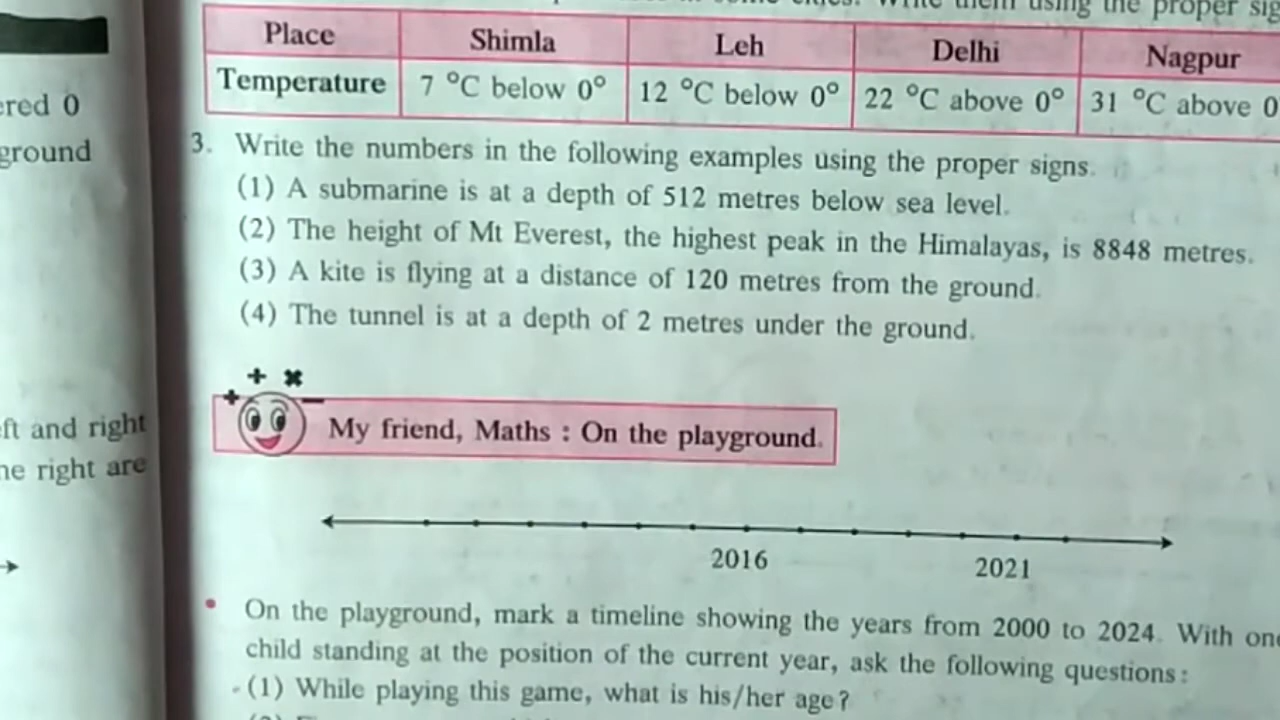 Write them using the proper
Place Shimla Leh Delhi Nagpur
Temperature 7 °C below 0° 12 °C below 0° 22 °C above 0° 31 °C above 0
ered 0
ground
3. Write the numbers in the following examples using the proper signs.
(1) A submarine is at a depth of 512 metres below sea level.
(2) The height of Mt Everest, the highest peak in the Himalayas, is 8848 metres.
(3) A kite is flying at a distance of 120 metres from the ground.
(4) The tunnel is at a depth of 2 metres under the ground.
ft and right
he right are
My friend, Maths : On the playground.
2016 2021
• On the playground, mark a timeline showing the years from 2000 to 2024. With one
child standing at the position of the current year, ask the following questions:
(1) While playing this game, what is his/her age?